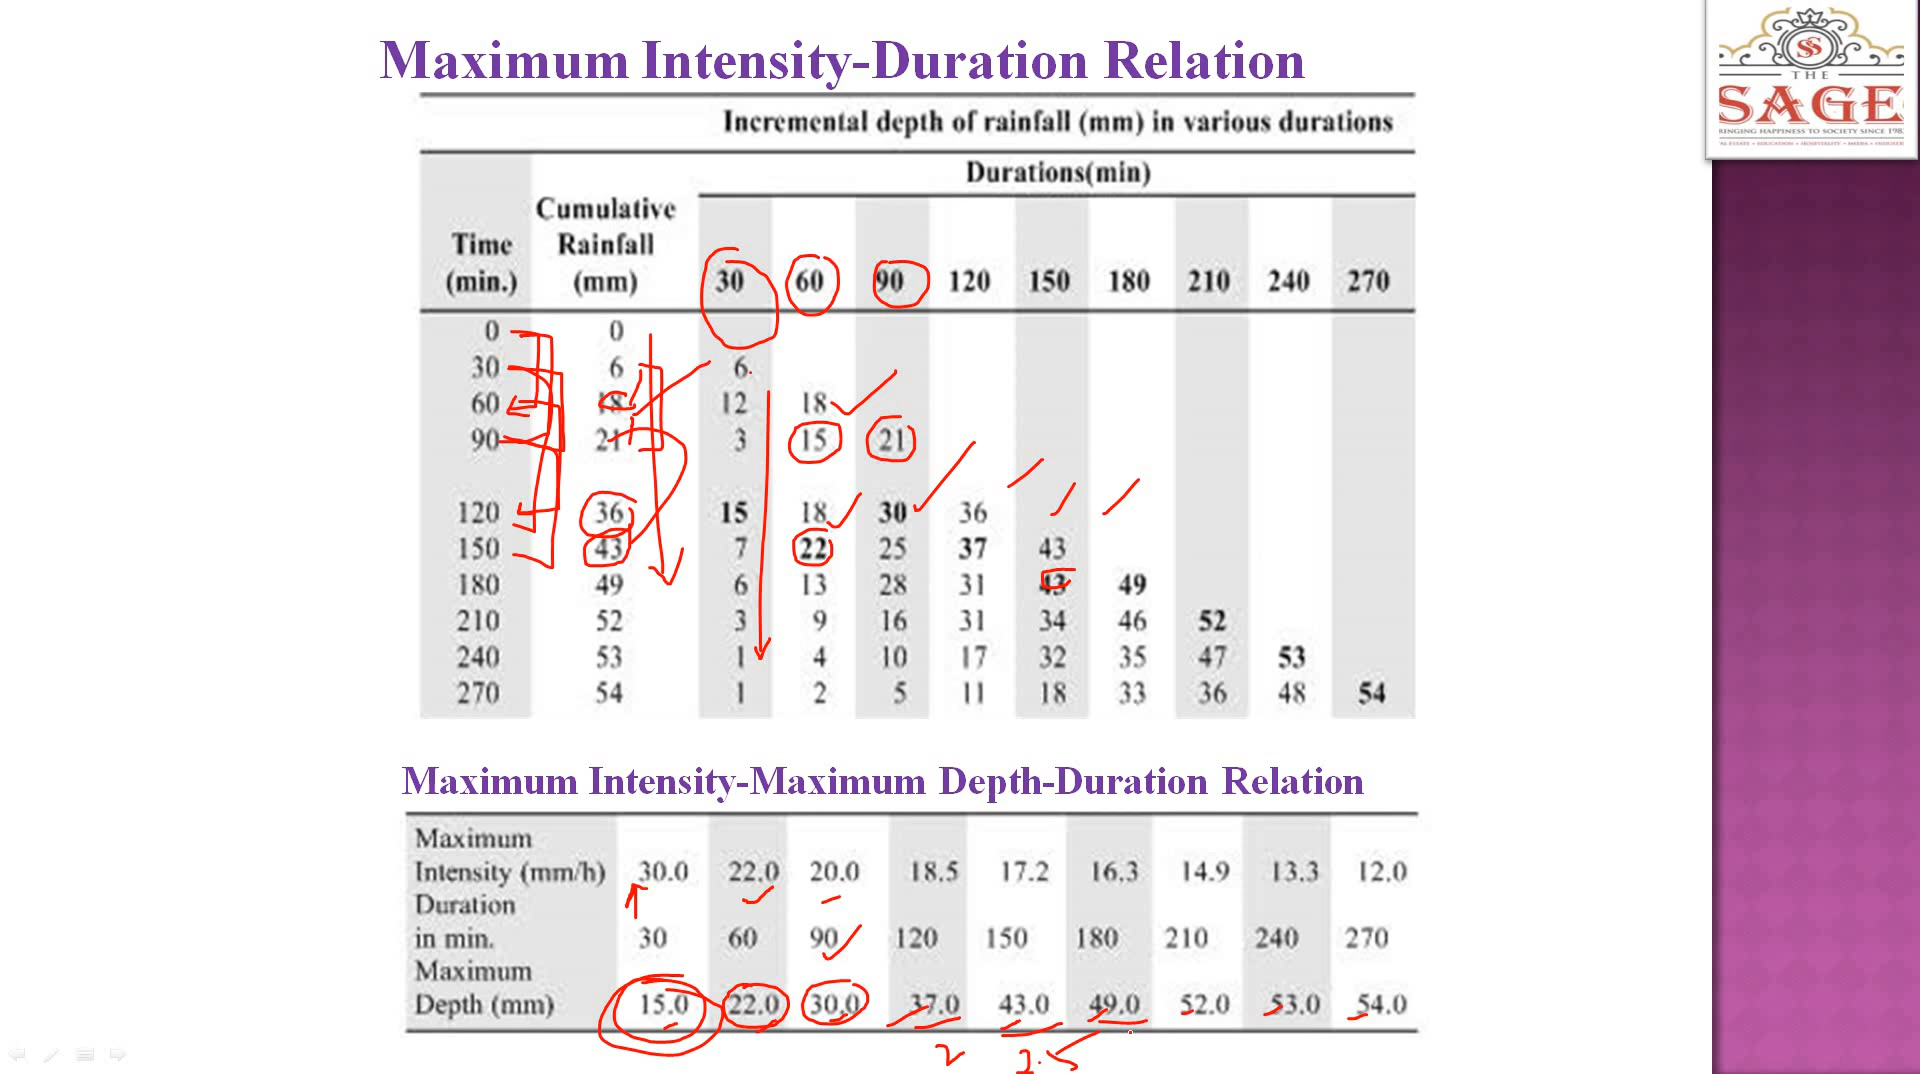 Maximum Intensity-Duration Relation
THE
SAGE
Incremental depth of rainfall (mm) in various durations
Durations(min)
Time (min.) Cumulative Rainfall (mm) 30 60 90 120 150 180 210 240 270
0 0
30 6 6
60 18 12 18
90 21 3 15 21
120 36 15 18 30 36
150 43 7 22 25 37 43
180 49 6 13 28 31 43 49
210 52 3 9 16 31 34 46 52
240 53 1 4 10 17 32 35 47 53
270 54 1 2 5 11 18 33 36 48 54
Maximum Intensity-Maximum Depth-Duration Relation
Maximum
Intensity (mm/h) 30.0 22.0 20.0 18.5 17.2 16.3 14.9 13.3 12.0
Duration
in min. 30 60 90 120 150 180 210 240 270
Maximum
Depth (mm) 15.0 22.0 30.0 37.0 43.0 49.0 52.0 53.0 54.0
2 2.5